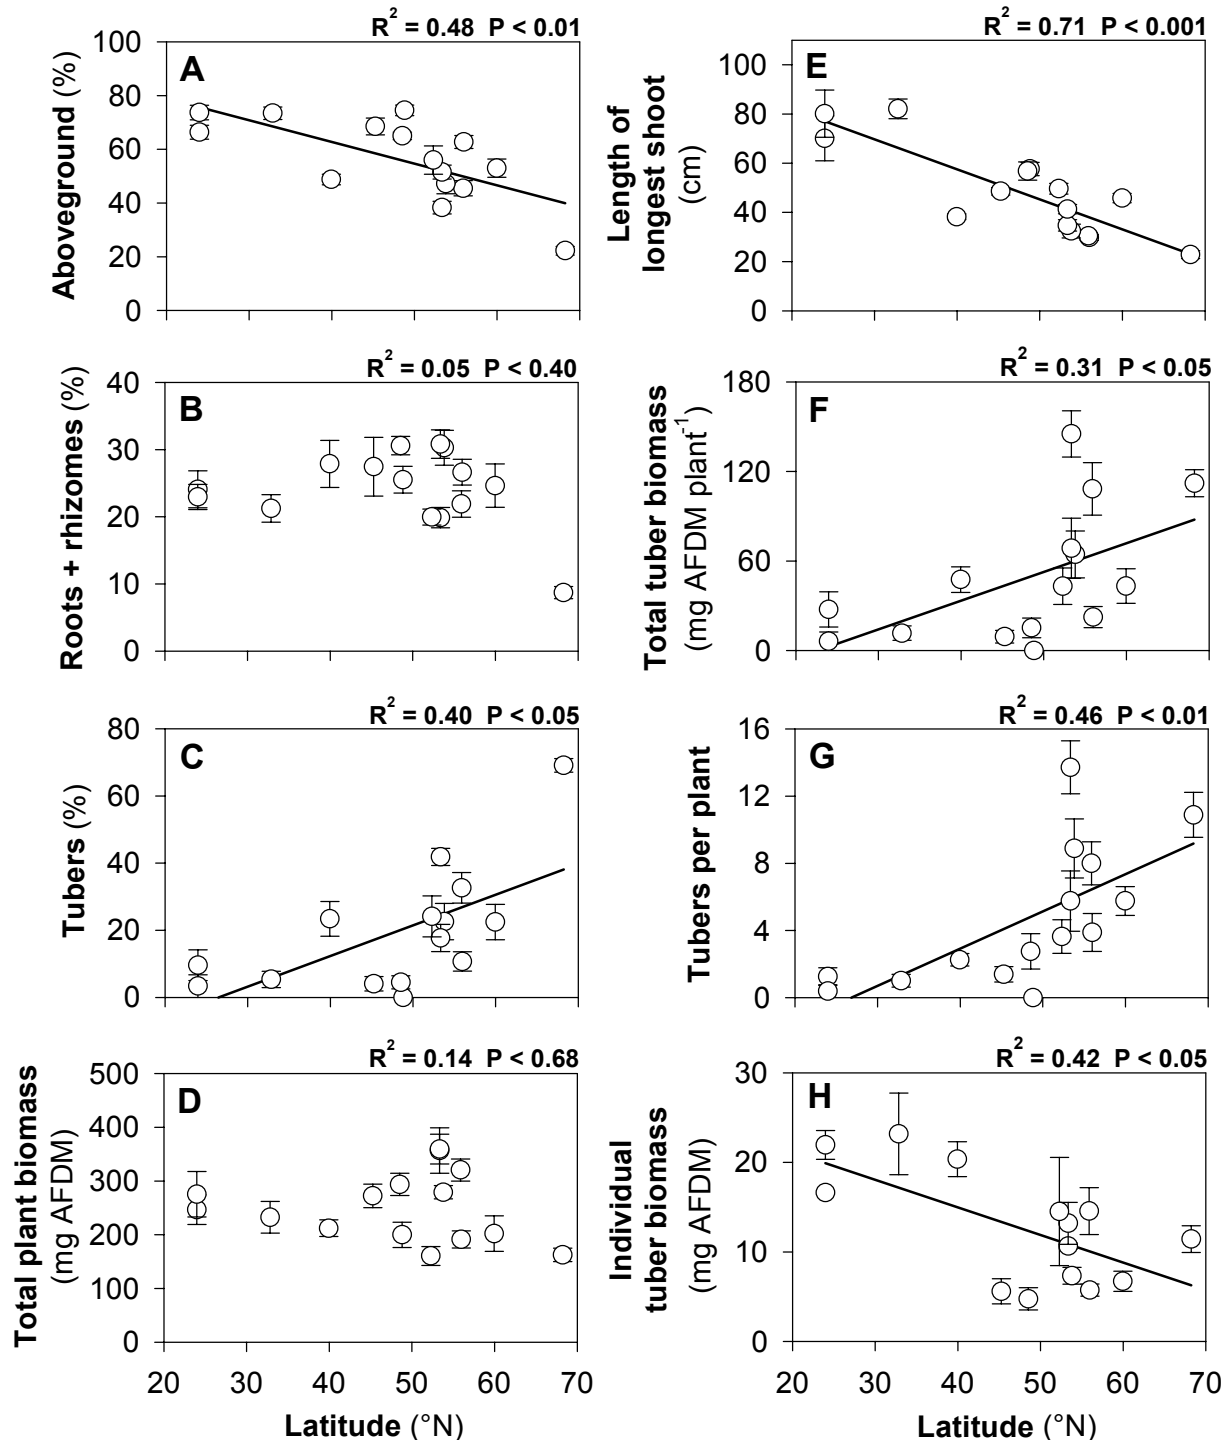 R² = 0.48 P < 0.01
A
Aboveground (%)
100
80
60
40
20
0
R² = 0.71 P < 0.001
E
Length of
longest shoot
(cm)
100
80
60
40
20
0
R² = 0.05 P < 0.40
B
Roots + rhizomes (%)
40
30
20
10
0
R² = 0.31 P < 0.05
F
Total tuber biomass
(mg AFDM plant⁻¹)
180
120
60
0
R² = 0.40 P < 0.05
C
Tubers (%)
80
60
40
20
0
R² = 0.46 P < 0.01
G
Tubers per plant
16
12
8
4
0
R² = 0.14 P < 0.68
D
Total plant biomass
(mg AFDM)
500
400
300
200
100
0
20 30 40 50 60 70
Latitude (°N)
R² = 0.42 P < 0.05
H
Individual
tuber biomass
(mg AFDM)
30
20
10
0
20 30 40 50 60 70
Latitude (°N)